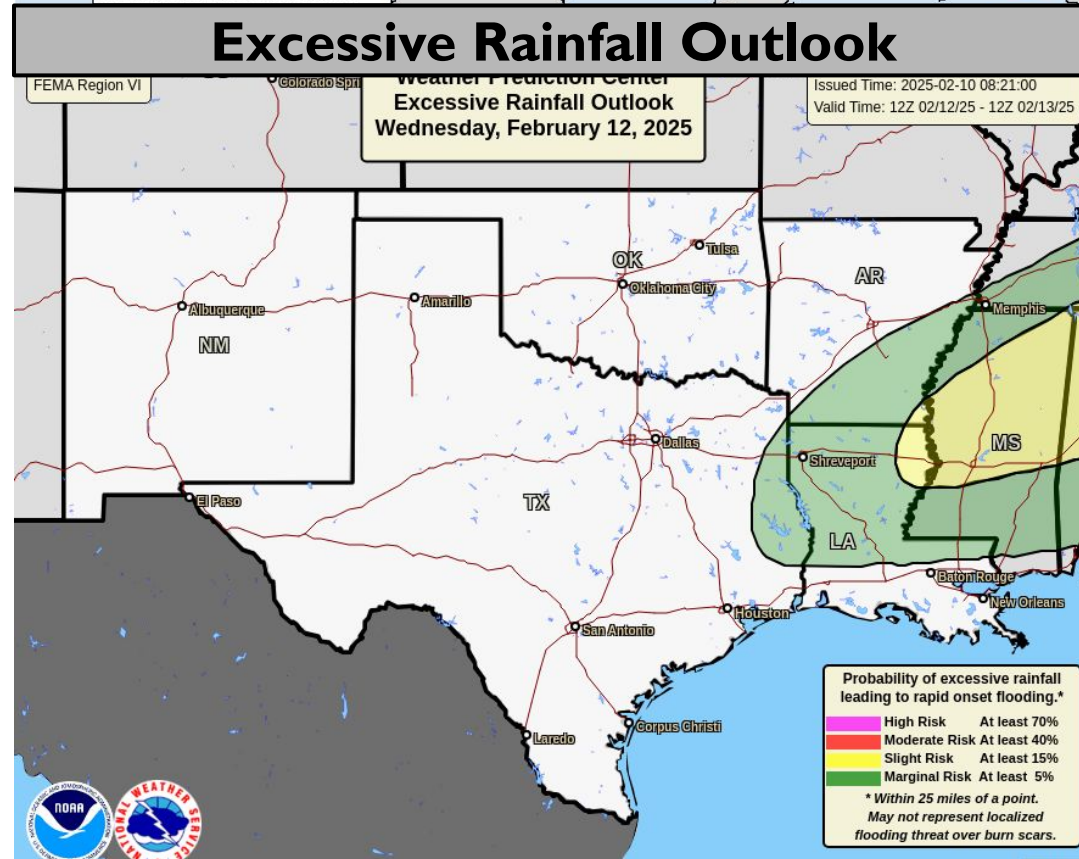 Excessive Rainfall Outlook
FEMA Region VI
Weather Prediction Center
Excessive Rainfall Outlook
Wednesday, February 12, 2025
Issued Time: 2025-02-10 08:21:00
Valid Time: 12Z 02/12/25 - 12Z 02/13/25
Colorado Spri
Tulsa
OK
Oklahoma City
AR
Albuquerque
Amarillo
Memphis
NM
Dallas
MS
Shreveport
El Paso
TX
LA
Baton Rouge
New Orleans
Houston
San Antonio
Corpus Christi
Laredo
Probability of excessive rainfall
leading to rapid onset flooding.*
High Risk At least 70%
Moderate Risk At least 40%
Slight Risk At least 15%
Marginal Risk At least 5%
* Within 25 miles of a point.
May not represent localized
flooding threat over burn scars.
NOAA
NATIONAL WEATHER SERVICE